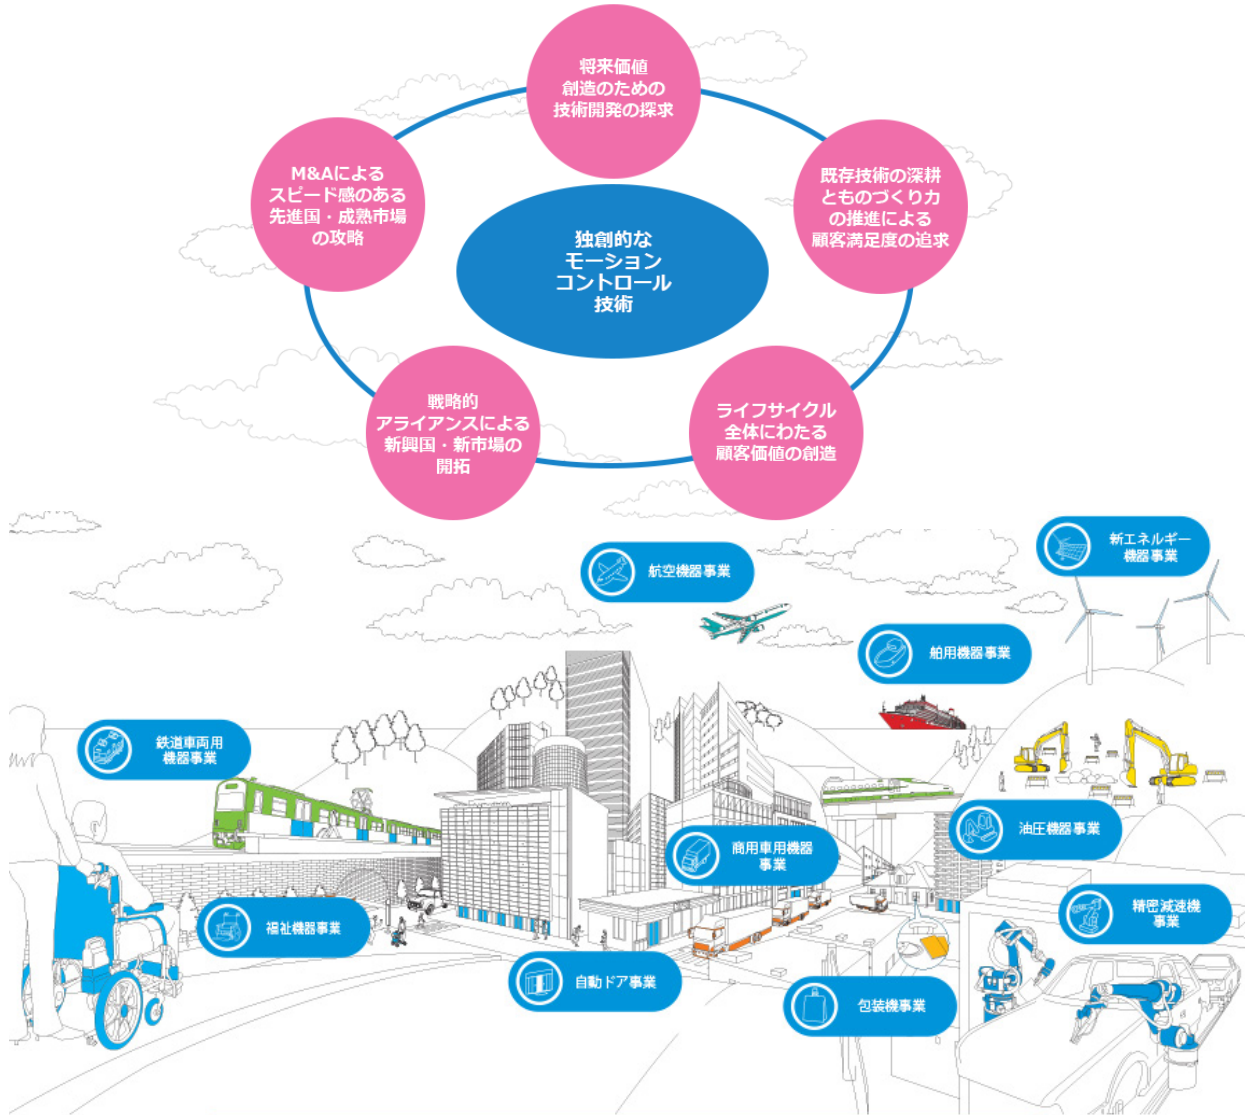 将来価値
創造のための
技術開発の探求
M&Aによる
スピード感のある
先進国・成熟市場
の攻略
既存技術の深耕
とものづくり力
の推進による
顧客満足度の追求
独創的な
モーション
コントロール
技術
戦略的
アライアンスによる
新興国・新市場の
開拓
ライフサイクル
全体にわたる
顧客価値の創造
航空機器事業
新エネルギー
機器事業
舶用機器事業
鉄道車両用
機器事業
油圧機器事業
商用車用機器
事業
福祉機器事業
精密減速機
事業
自動ドア事業
包装機事業